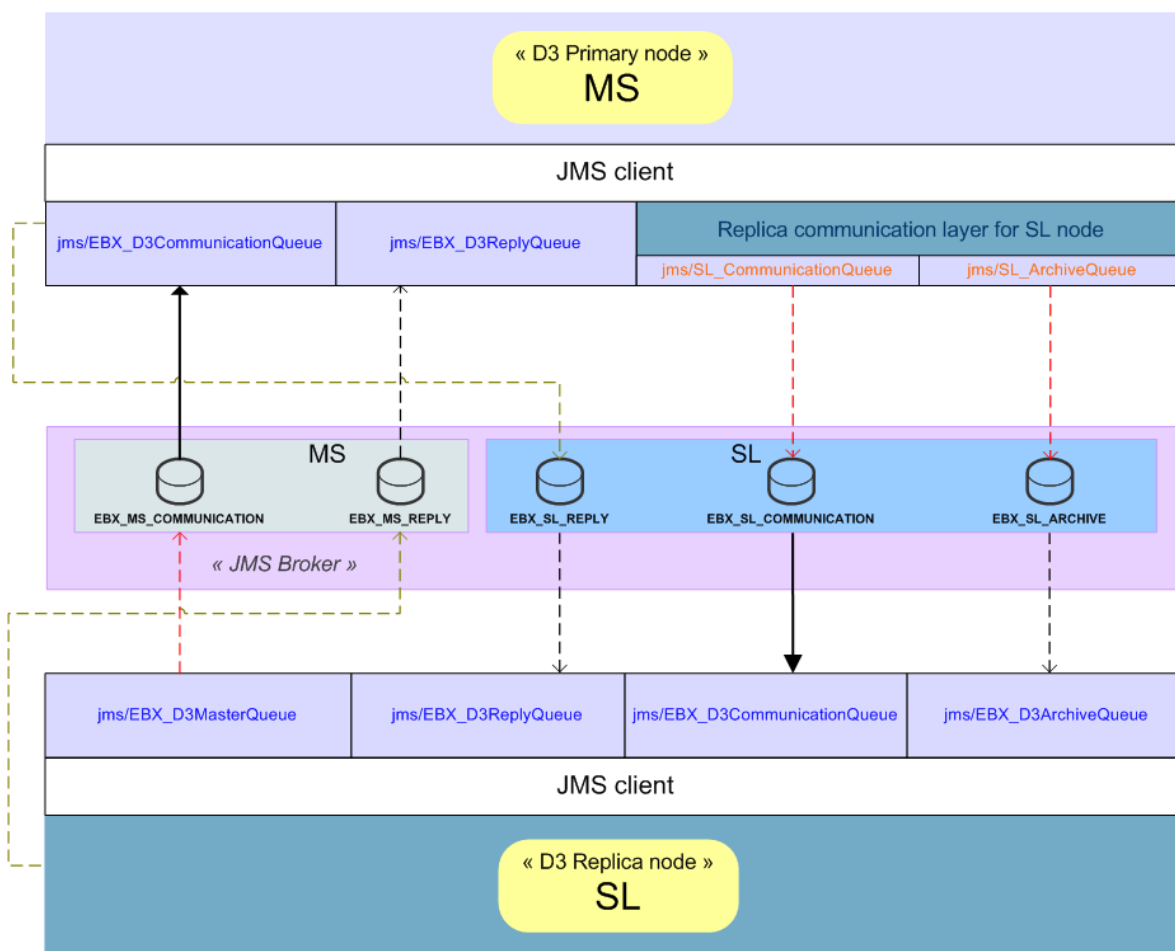 « D3 Primary node »
MS
JMS client
jms/EBX_D3CommunicationQueue
jms/EBX_D3ReplyQueue
Replica communication layer for SL node
jms/SL_CommunicationQueue
jms/SL_ArchiveQueue
MS
SL
EBX_MS_COMMUNICATION
EBX_MS_REPLY
EBX_SL_REPLY
EBX_SL_COMMUNICATION
EBX_SL_ARCHIVE
« JMS Broker »
jms/EBX_D3MasterQueue
jms/EBX_D3ReplyQueue
jms/EBX_D3CommunicationQueue
jms/EBX_D3ArchiveQueue
JMS client
« D3 Replica node »
SL